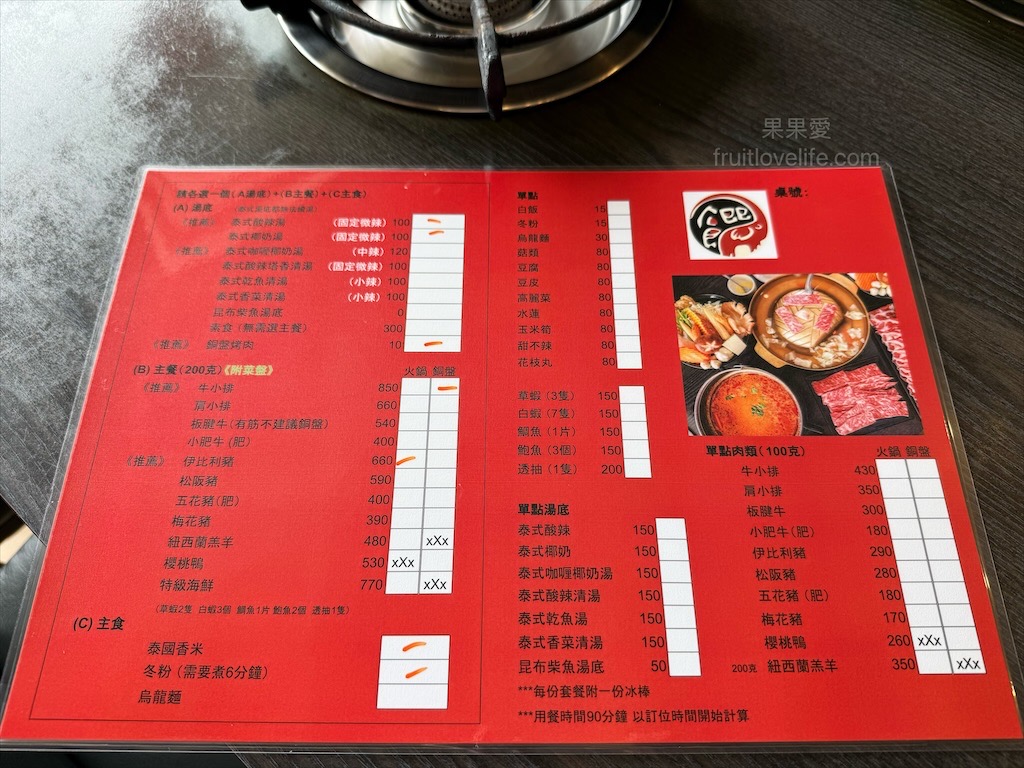 果果愛
fruitlovelife.com
請各選一個(A湯底)+(B主餐)+(C主食)
(A) 湯底
《推薦》 泰式酸辣湯 (固定微辣) 100
泰式椰奶湯 (固定微辣) 100
《推薦》 泰式咖喱椰奶湯 (中辣) 120
泰式酸辣塔香清湯 (固定微辣) 100
泰式乾魚清湯 (小辣) 100
泰式香菜清湯 (小辣) 100
昆布柴魚湯底 0
素食 (無需選主餐) 300
《推薦》 銅盤烤肉 10
(B) 主餐(200克)《附菜盤》 火鍋 銅盤
《推薦》 牛小排 850
肩小排 660
板腱牛(有筋不建議銅盤) 540
小肥牛 (肥) 400
《推薦》 伊比利豬 660
松阪豬 590
五花豬(肥) 400
梅花豬 390
紐西蘭羔羊 480 xXx
櫻桃鴨 530 xXx
特級海鮮 770 xXx
(草蝦2隻 白蝦3個 鯛魚1片 鮑魚2個 透抽1隻)
(C) 主食
泰國香米
冬粉 (需要煮6分鐘)
烏龍麵
單點
白飯 15
冬粉 15
烏龍麵 30
菇類 80
豆腐 80
豆皮 80
高麗菜 80
水蓮 80
玉米筍 80
甜不辣 80
花枝丸 80
草蝦 (3隻) 150
白蝦 (7隻) 150
鯛魚 (1片) 150
鮑魚 (3個) 150
透抽 (1隻) 200
單點湯底
泰式酸辣 150
泰式椰奶 150
泰式咖喱椰奶湯 150
泰式酸辣清湯 150
泰式乾魚湯 150
泰式香菜清湯 150
昆布柴魚湯底 50
***每份套餐附一份冰棒
***用餐時間90分鐘 以訂位時間開始計算
桌號:
單點肉類(100克) 火鍋 銅盤
牛小排 430
肩小排 350
板腱牛 300
小肥牛(肥) 180
伊比利豬 290
松阪豬 280
五花豬 (肥) 180
梅花豬 170
櫻桃鴨 260 xXx
200克 紐西蘭羔羊 350 xXx